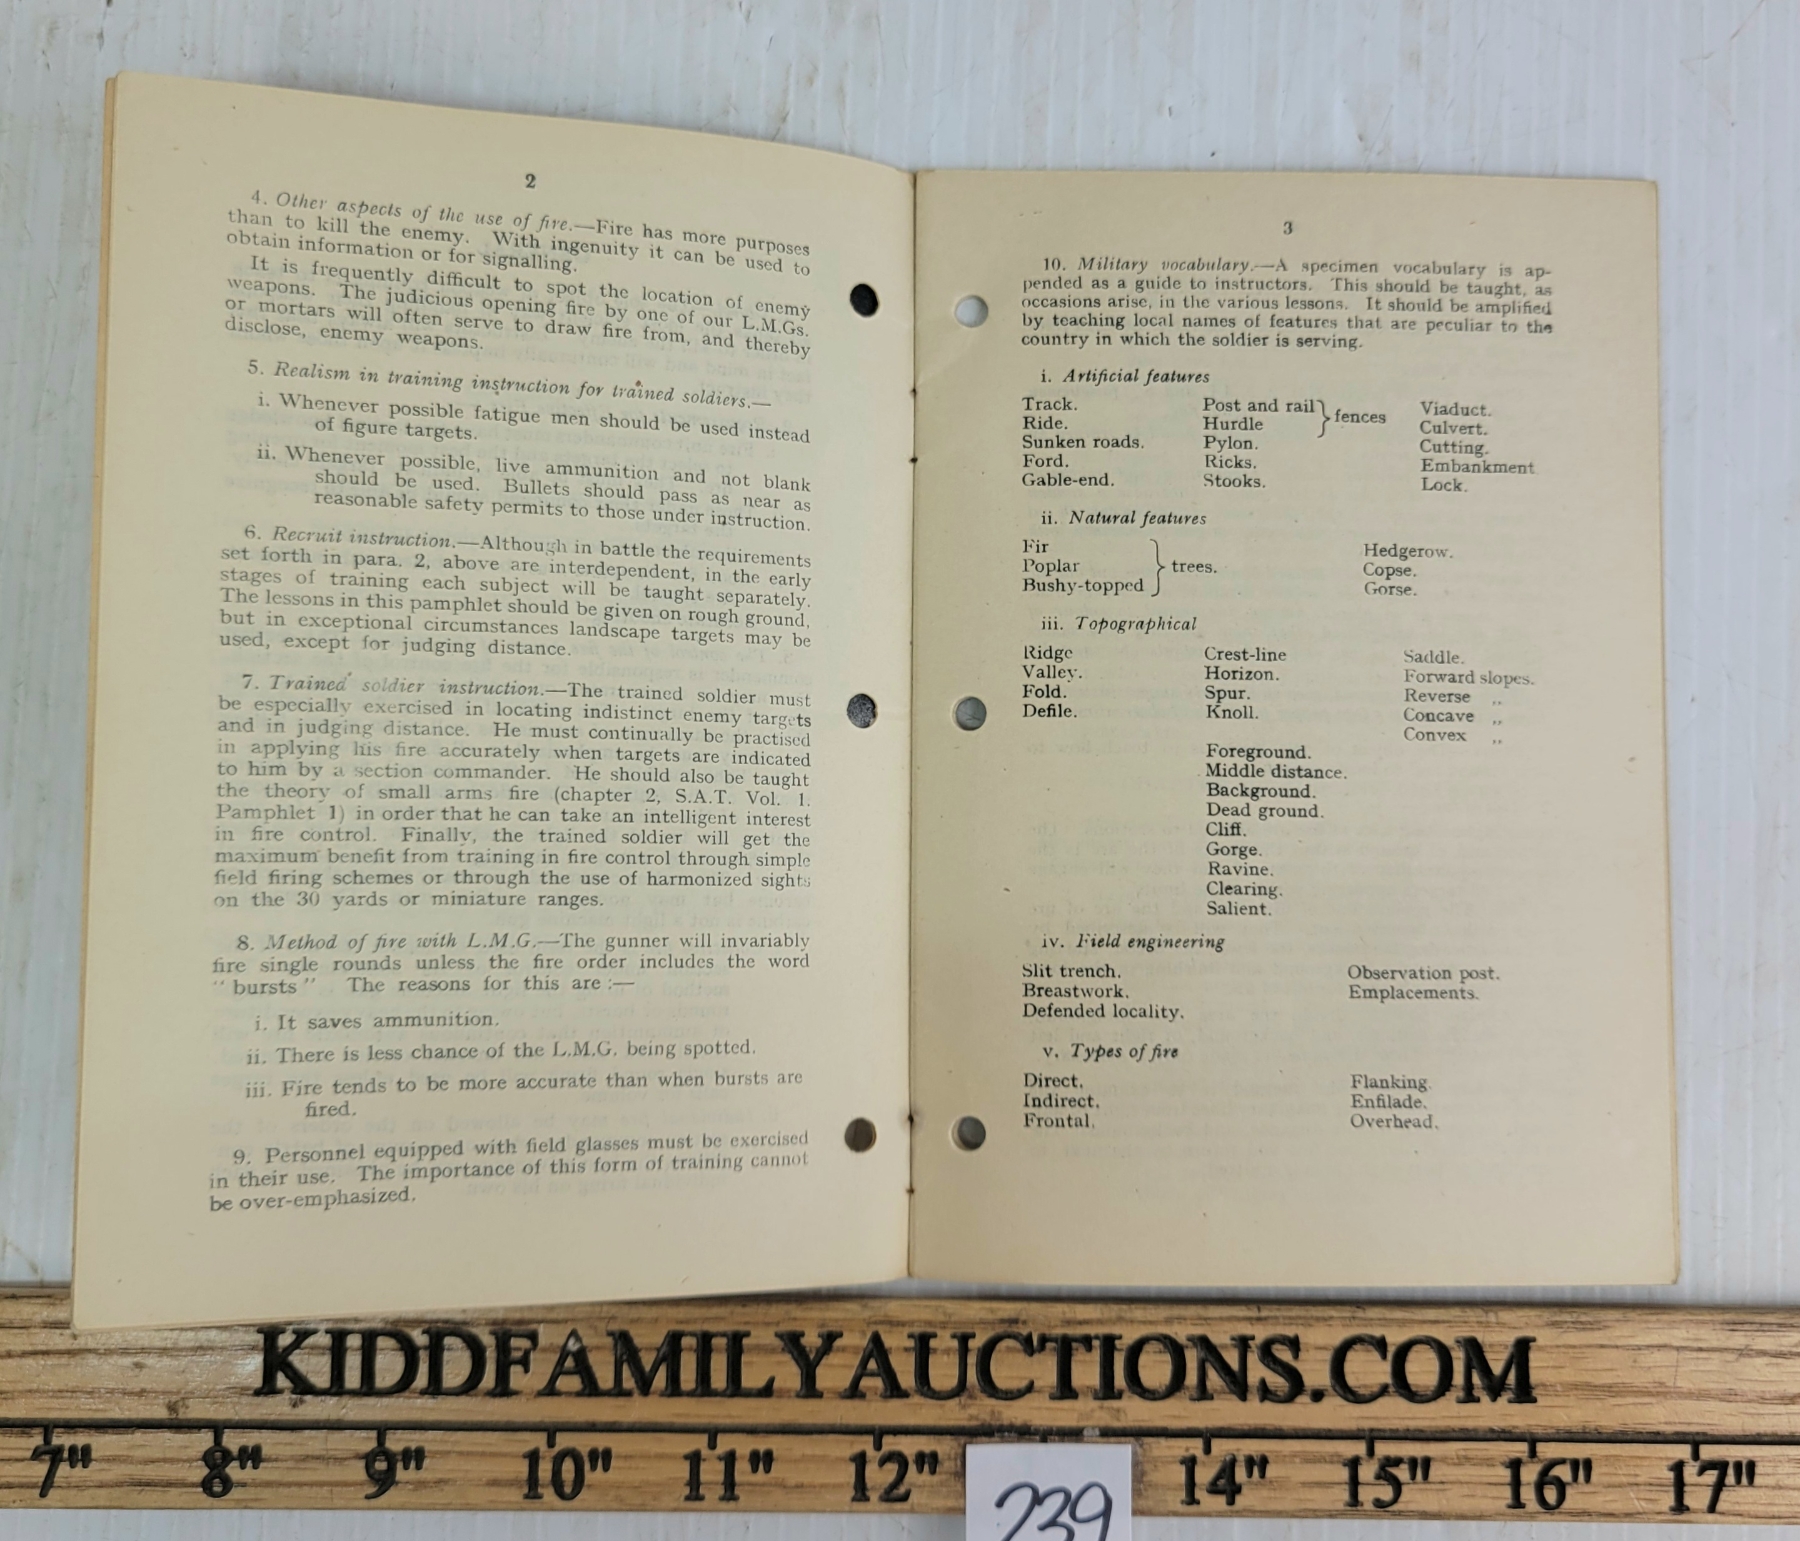 2
4. Other aspects of the use of fire.—Fire has more purposes
than to kill the enemy. With ingenuity it can be used to
obtain information or for signalling.
It is frequently difficult to spot the location of enemy
weapons. The judicious opening fire by one of our L.M.Gs.
or mortars will often serve to draw fire from, and thereby
disclose, enemy weapons.
5. Realism in training instruction for trained soldiers.—
i. Whenever possible fatigue men should be used instead
of figure targets.
ii. Whenever possible, live ammunition and not blank
should be used. Bullets should pass as near as
reasonable safety permits to those under instruction.
6. Recruit instruction.—Although in battle the requirements
set forth in para. 2, above are interdependent, in the early
stages of training each subject will be taught separately.
The lessons in this pamphlet should be given on rough ground,
but in exceptional circumstances landscape targets may be
used, except for judging distance.
7. Trained soldier instruction.—The trained soldier must
be especially exercised in locating indistinct enemy targets
and in judging distance. He must continually be practised
in applying his fire accurately when targets are indicated
to him by a section commander. He should also be taught
the theory of small arms fire (chapter 2, S.A.T. Vol. 1.
Pamphlet 1) in order that he can take an intelligent interest
in fire control. Finally, the trained soldier will get the
maximum benefit from training in fire control through simple
field firing schemes or through the use of harmonized sights
on the 30 yards or miniature ranges.
8. Method of fire with L.M.G.—The gunner will invariably
fire single rounds unless the fire order includes the word
" bursts " The reasons for this are :—
i. It saves ammunition.
ii. There is less chance of the L.M.G. being spotted.
iii. Fire tends to be more accurate than when bursts are
fired.
9. Personnel equipped with field glasses must be exercised
in their use. The importance of this form of training cannot
be over-emphasized.
3
10. Military vocabulary.—A specimen vocabulary is ap-
pended as a guide to instructors. This should be taught, as
occasions arise, in the various lessons. It should be amplified
by teaching local names of features that are peculiar to the
country in which the soldier is serving.
i. Artificial features
Track. Post and rail } fences Viaduct.
Ride. Hurdle Culvert.
Sunken roads. Pylon. Cutting.
Ford. Ricks. Embankment
Gable-end. Stooks. Lock.
ii. Natural features
Fir Hedgerow.
Poplar } trees. Copse.
Bushy-topped Gorse.
iii. Topographical
Ridge Crest-line Saddle.
Valley. Horizon. Forward slopes.
Fold. Spur. Reverse ,,
Defile. Knoll. Concave ,,
Convex ,,
Foreground.
Middle distance.
Background.
Dead ground.
Cliff.
Gorge.
Ravine.
Clearing.
Salient.
iv. Field engineering
Slit trench. Observation post.
Breastwork. Emplacements.
Defended locality.
v. Types of fire
Direct. Flanking.
Indirect. Enfilade.
Frontal. Overhead.
KIDDFAMILYAUCTIONS.COM
7" 8" 9" 10" 11" 12" 14" 15" 16" 17"
239